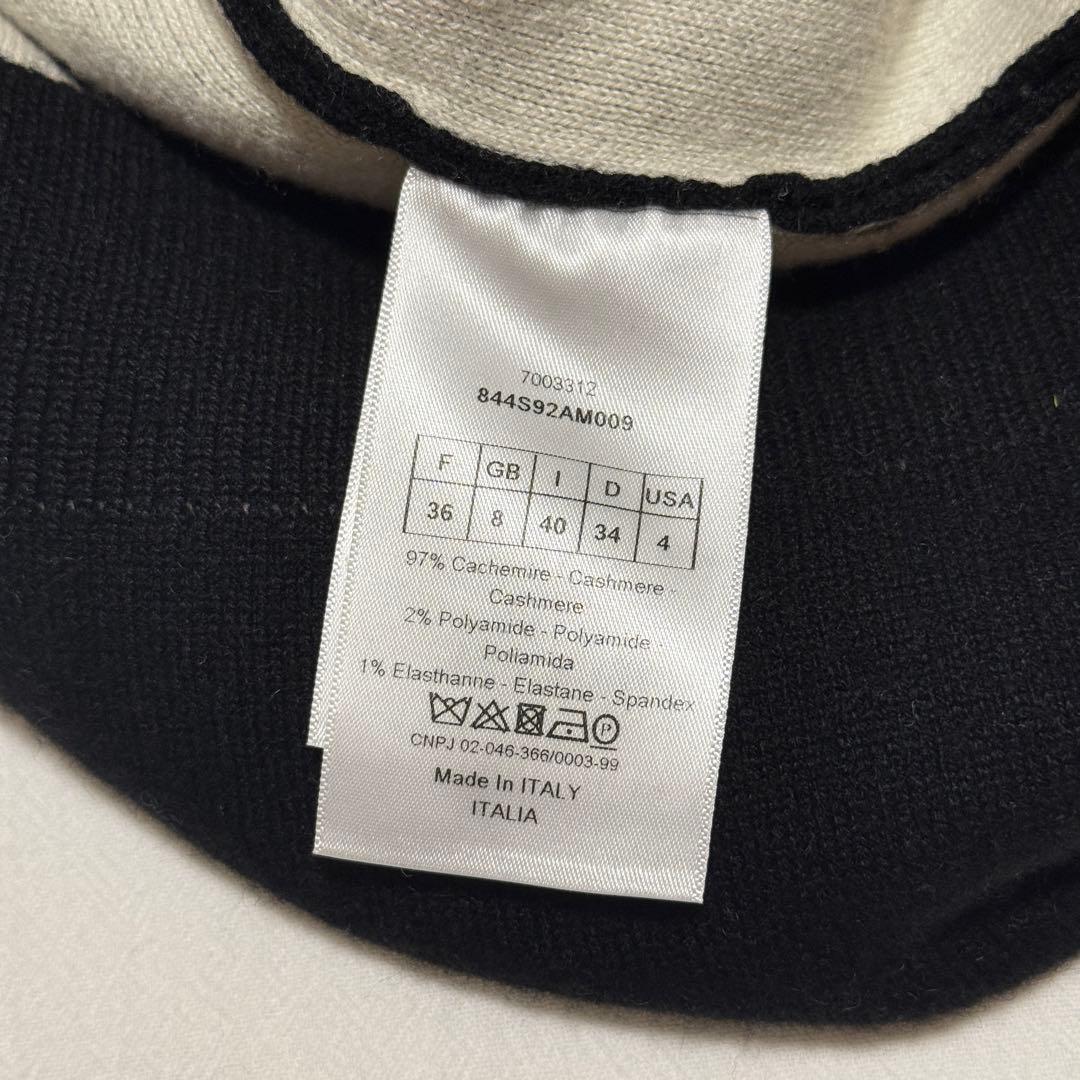 7003312
844S92AM009
F GB I D USA
36 8 40 34 4
97% Cachemire - Cashmere -
Cashmere
2% Polyamide - Polyamide -
Poliamida
1% Elasthanne - Elastane - Spandex
P
CNPJ 02-046-366/0003-99
Made In ITALY
ITALIA